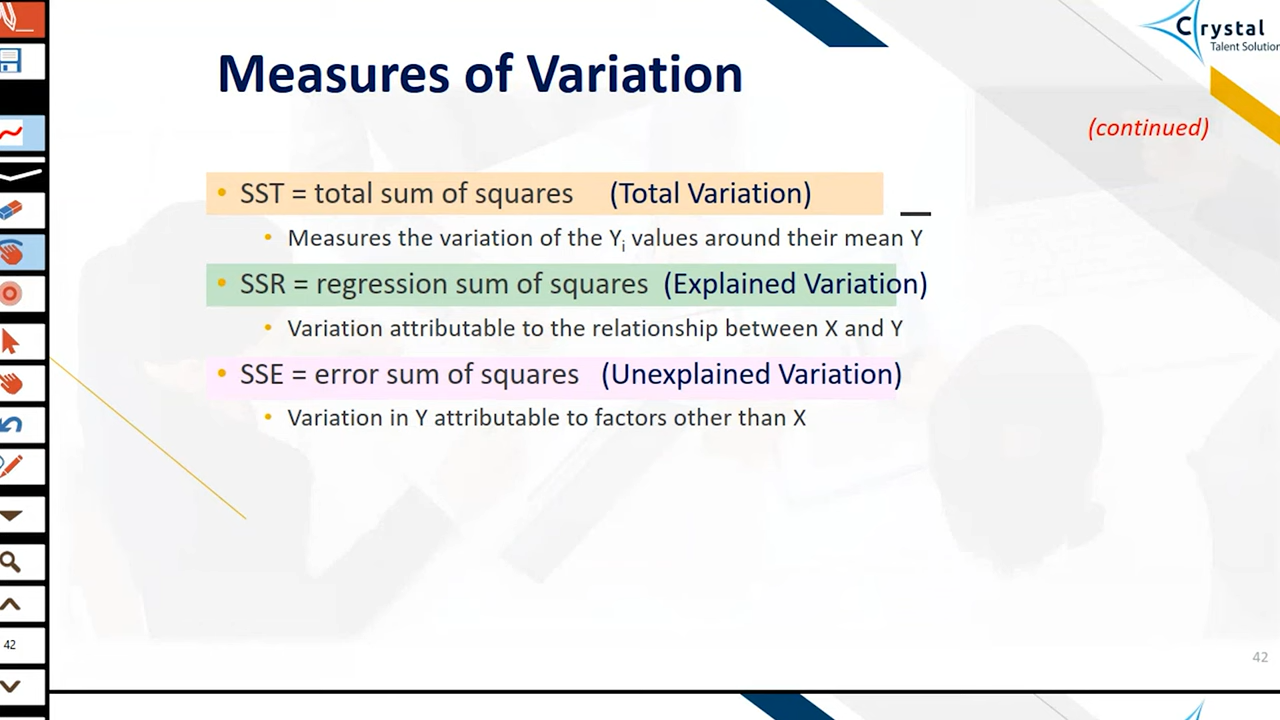 Crystal
Talent Solution
Measures of Variation
(continued)
• SST = total sum of squares (Total Variation)
• Measures the variation of the Yi values around their mean Y
• SSR = regression sum of squares (Explained Variation)
• Variation attributable to the relationship between X and Y
• SSE = error sum of squares (Unexplained Variation)
• Variation in Y attributable to factors other than X
42
42